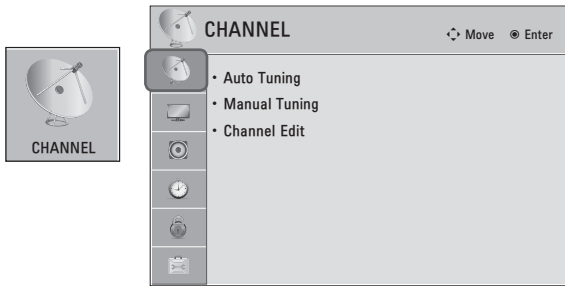 CHANNEL
CHANNEL
Move Enter
• Auto Tuning
• Manual Tuning
• Channel Edit